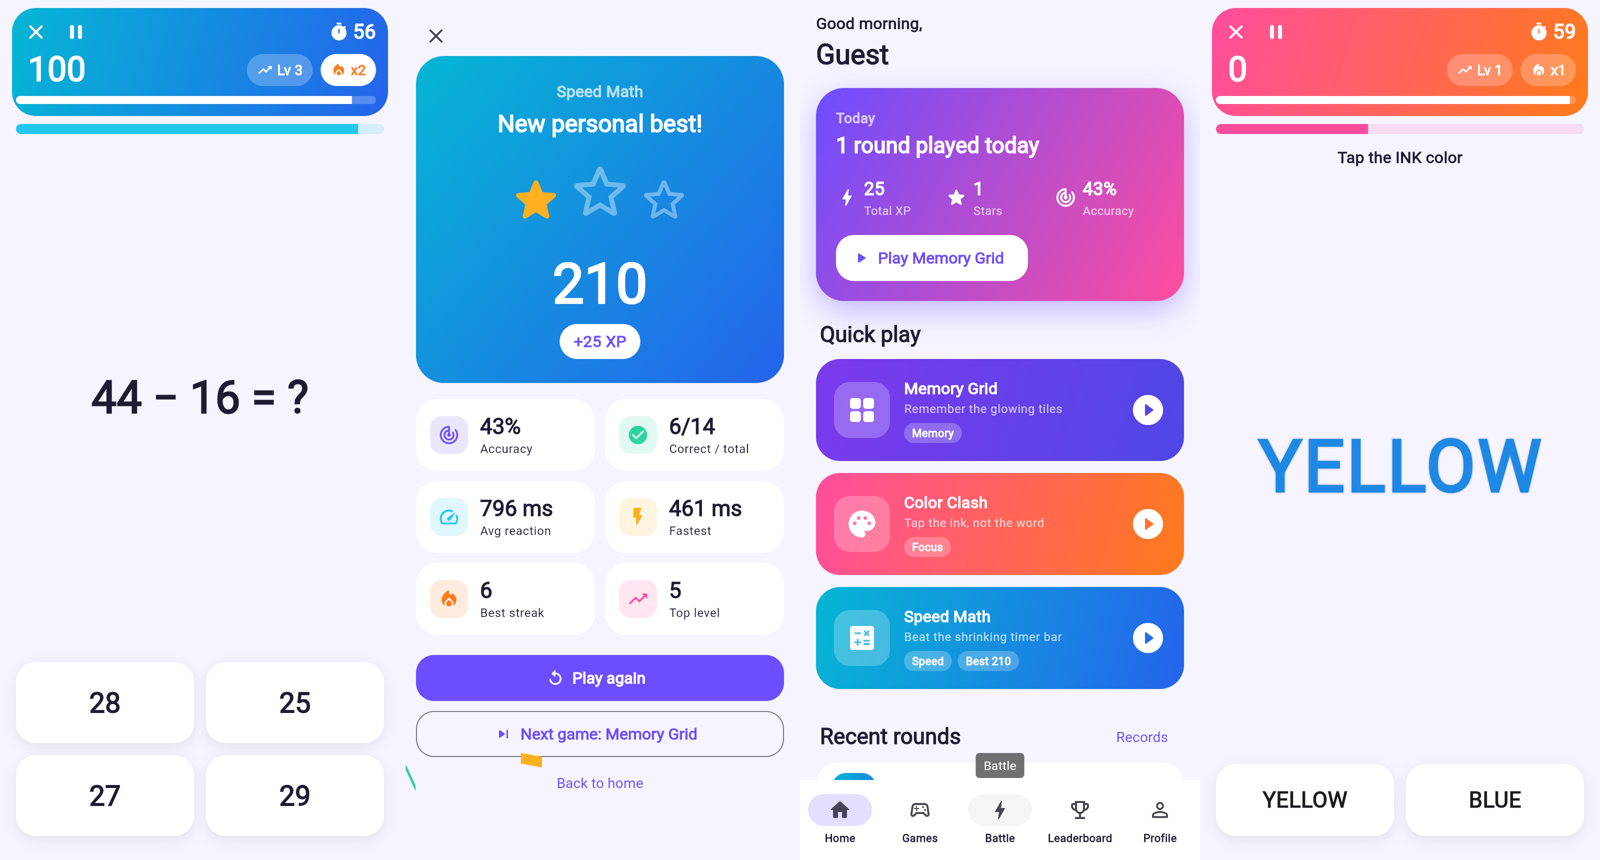 56
100
Lv 3
x2
44 − 16 = ?
28
25
27
29
Speed Math
New personal best!
210
+25 XP
43%
Accuracy
6/14
Correct / total
796 ms
Avg reaction
461 ms
Fastest
6
Best streak
5
Top level
Play again
Next game: Memory Grid
Back to home
Good morning,
Guest
Today
1 round played today
25
Total XP
1
Stars
43%
Accuracy
Play Memory Grid
Quick play
Memory Grid
Remember the glowing tiles
Memory
Color Clash
Tap the ink, not the word
Focus
Speed Math
Beat the shrinking timer bar
Speed
Best 210
Recent rounds
Records
Battle
Home
Games
Battle
Leaderboard
Profile
59
0
Lv 1
x1
Tap the INK color
YELLOW
YELLOW
BLUE